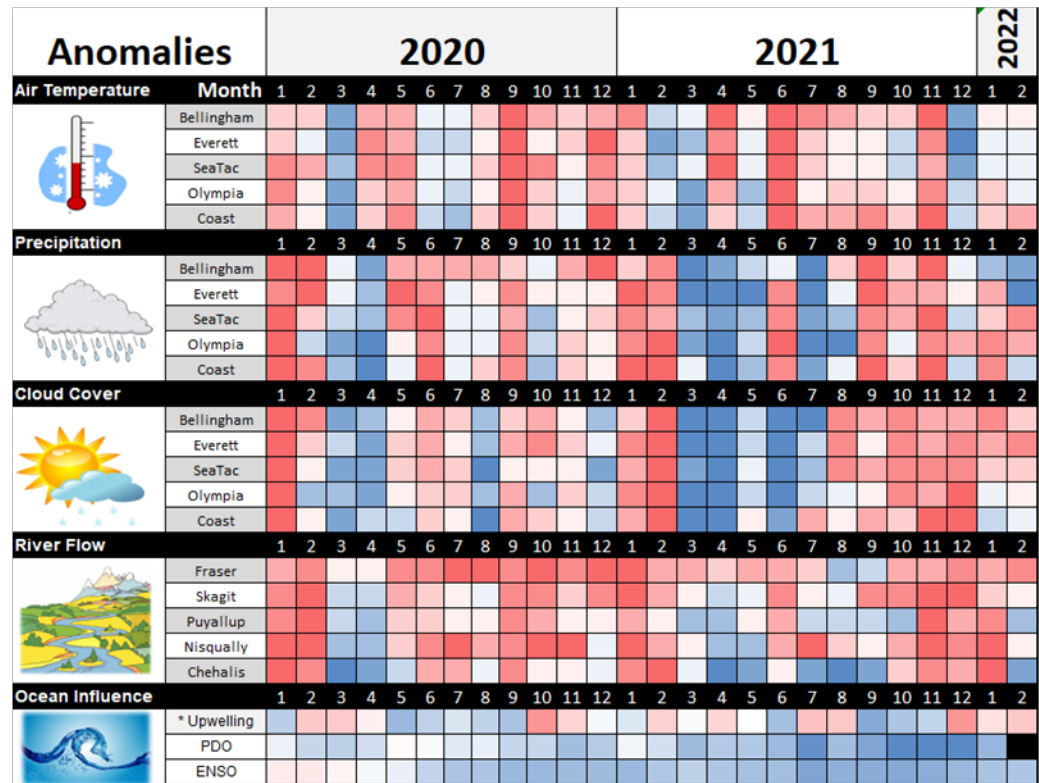 Anomalies 2020 2021 2022
Air Temperature Month 1 2 3 4 5 6 7 8 9 10 11 12 1 2 3 4 5 6 7 8 9 10 11 12 1 2
Bellingham
Everett
SeaTac
Olympia
Coast
Precipitation 1 2 3 4 5 6 7 8 9 10 11 12 1 2 3 4 5 6 7 8 9 10 11 12 1 2
Bellingham
Everett
SeaTac
Olympia
Coast
Cloud Cover 1 2 3 4 5 6 7 8 9 10 11 12 1 2 3 4 5 6 7 8 9 10 11 12 1 2
Bellingham
Everett
SeaTac
Olympia
Coast
River Flow 1 2 3 4 5 6 7 8 9 10 11 12 1 2 3 4 5 6 7 8 9 10 11 12 1 2
Fraser
Skagit
Puyallup
Nisqually
Chehalis
Ocean Influence 1 2 3 4 5 6 7 8 9 10 11 12 1 2 3 4 5 6 7 8 9 10 11 12 1 2
* Upwelling
PDO
ENSO